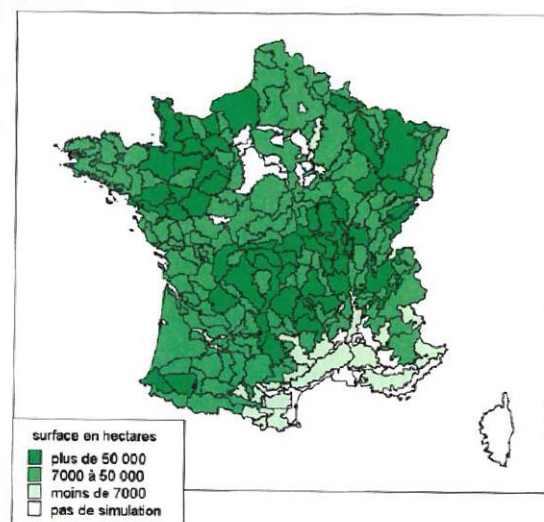 surface en hectares
plus de 50 000
7000 à 50 000
moins de 7000
pas de simulation